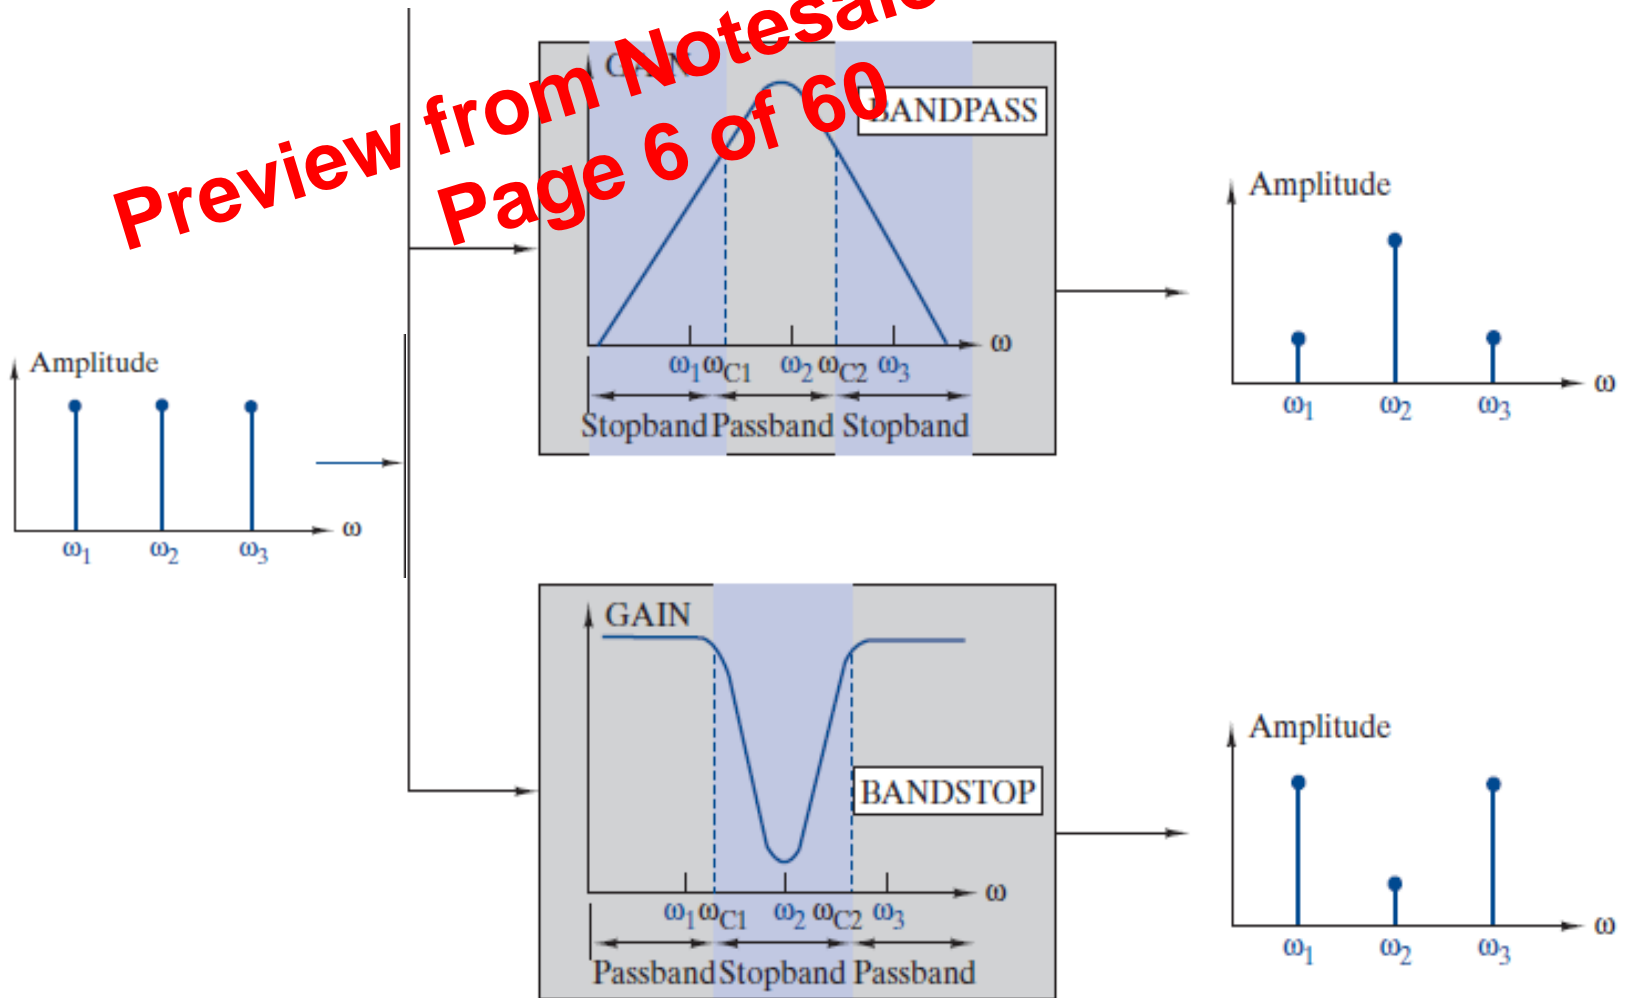 Preview from Notesale
Page 6 of 60
GAIN
BANDPASS
ω1 ωC1 ω2 ωC2 ω3
ω
Stopband Passband Stopband
Amplitude
ω
ω1 ω2 ω3
Amplitude
ω
ω1 ω2 ω3
GAIN
BANDSTOP
ω
ω1 ωC1 ω2 ωC2 ω3
Passband Stopband Passband
Amplitude
ω
ω1 ω2 ω3